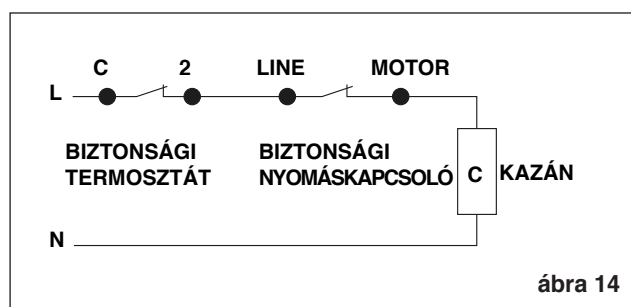 C 2 LINE MOTOR
L
BIZTONSÁGI BIZTONSÁGI
TERMOSZTÁT NYOMÁSKAPCSOLÓ C KAZÁN
N
ábra 14